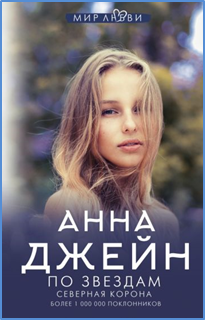 МИР ЛЮБВИ
АННА
ДЖЕЙН
ПО ЗВЕЗДАМ
СЕВЕРНАЯ КОРОНА
БОЛЕЕ 1 000 000 ПОКЛОННИКОВ